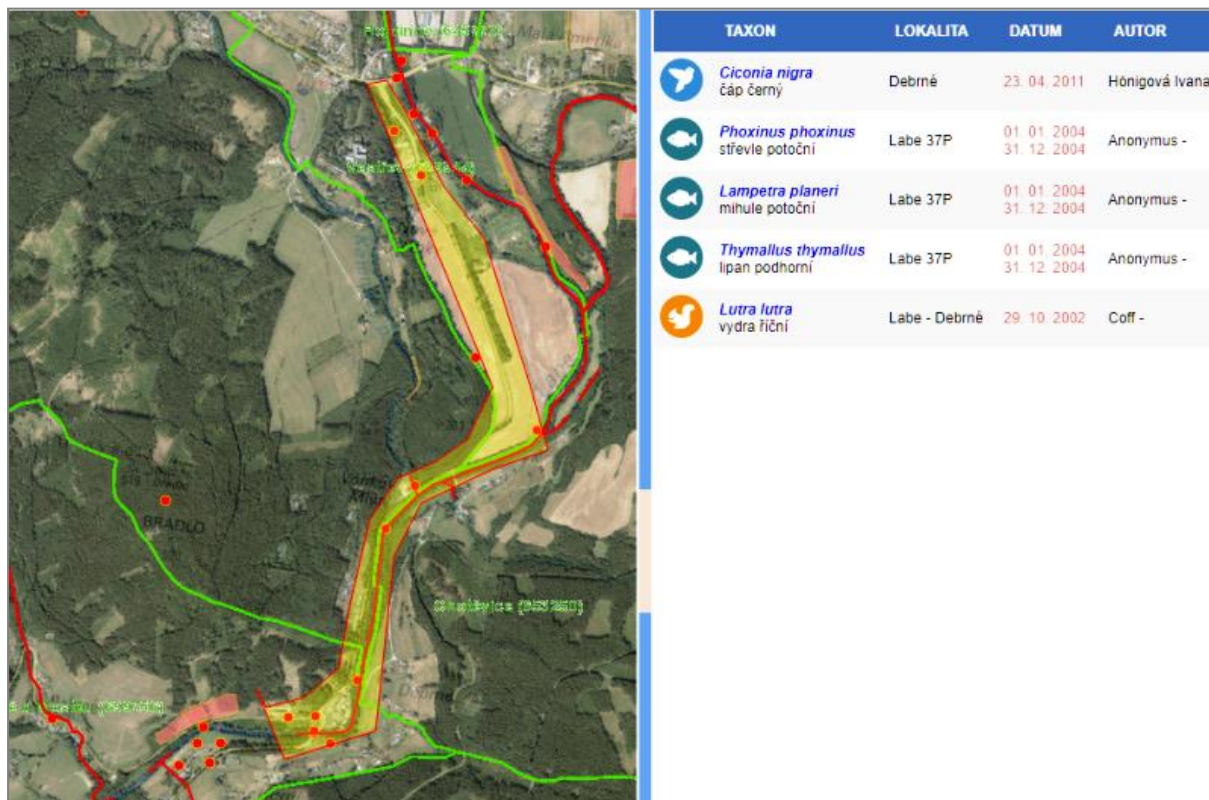 TAXON LOKALITA DATUM AUTOR
Ciconia nigra
čáp černý
Debrné
23. 04. 2011
Hönigová Ivana
Phoxinus phoxinus
střevle potoční
Labe 37P
01. 01. 2004
31. 12. 2004
Anonymus -
Lampetra planeri
mihule potoční
Labe 37P
01. 01. 2004
31. 12. 2004
Anonymus -
Thymallus thymallus
lipan podhorní
Labe 37P
01. 01. 2004
31. 12. 2004
Anonymus -
Lutra lutra
vydra říční
Labe - Debrné
29. 10. 2002
Coff -
BRADLO